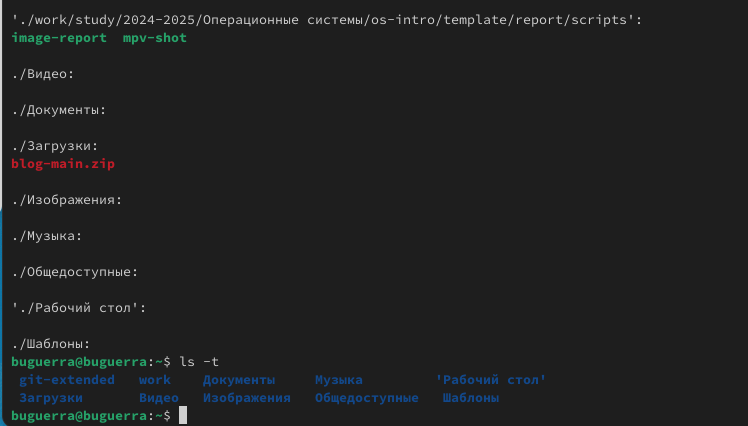 './work/study/2024-2025/Операционные системы/os-intro/template/report/scripts':
image-report  mpv-shot
./Видео:
./Документы:
./Загрузки:
blog-main.zip
./Изображения:
./Музыка:
./Общедоступные:
'./Рабочий стол':
./Шаблоны:
buguerra@buguerra:~$ ls -t
git-extended   work    Документы     Музыка         'Рабочий стол'
Загрузки       Видео   Изображения   Общедоступные   Шаблоны
buguerra@buguerra:~$